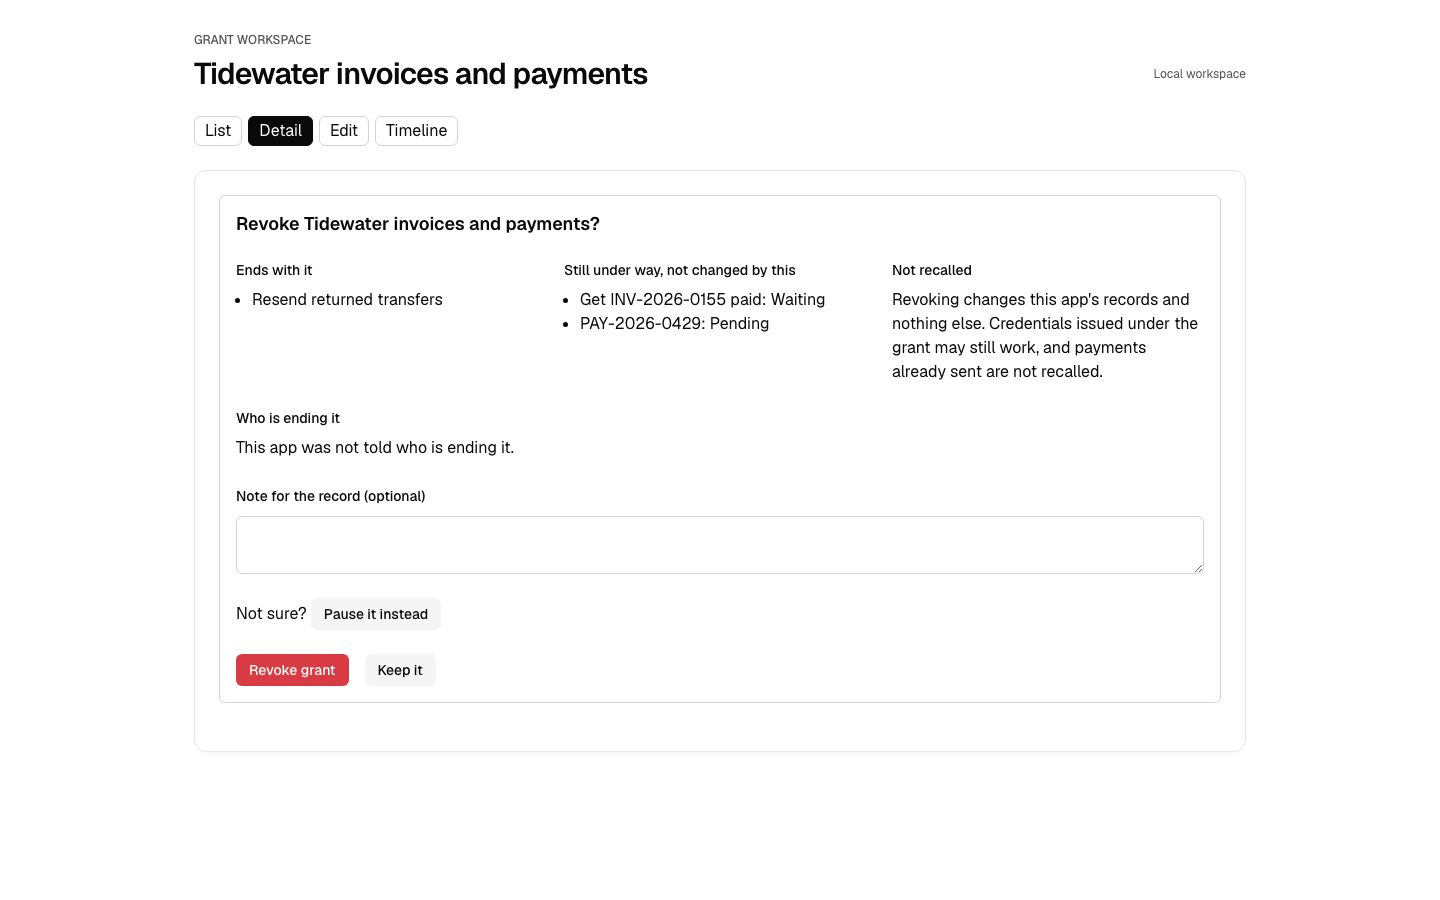 GRANT WORKSPACE
Tidewater invoices and payments
Local workspace
List
Detail
Edit
Timeline
Revoke Tidewater invoices and payments?
Ends with it
Resend returned transfers
Still under way, not changed by this
Get INV-2026-0155 paid: Waiting
PAY-2026-0429: Pending
Not recalled
Revoking changes this app's records and
nothing else. Credentials issued under the
grant may still work, and payments
already sent are not recalled.
Who is ending it
This app was not told who is ending it.
Note for the record (optional)
Not sure? Pause it instead
Revoke grant
Keep it